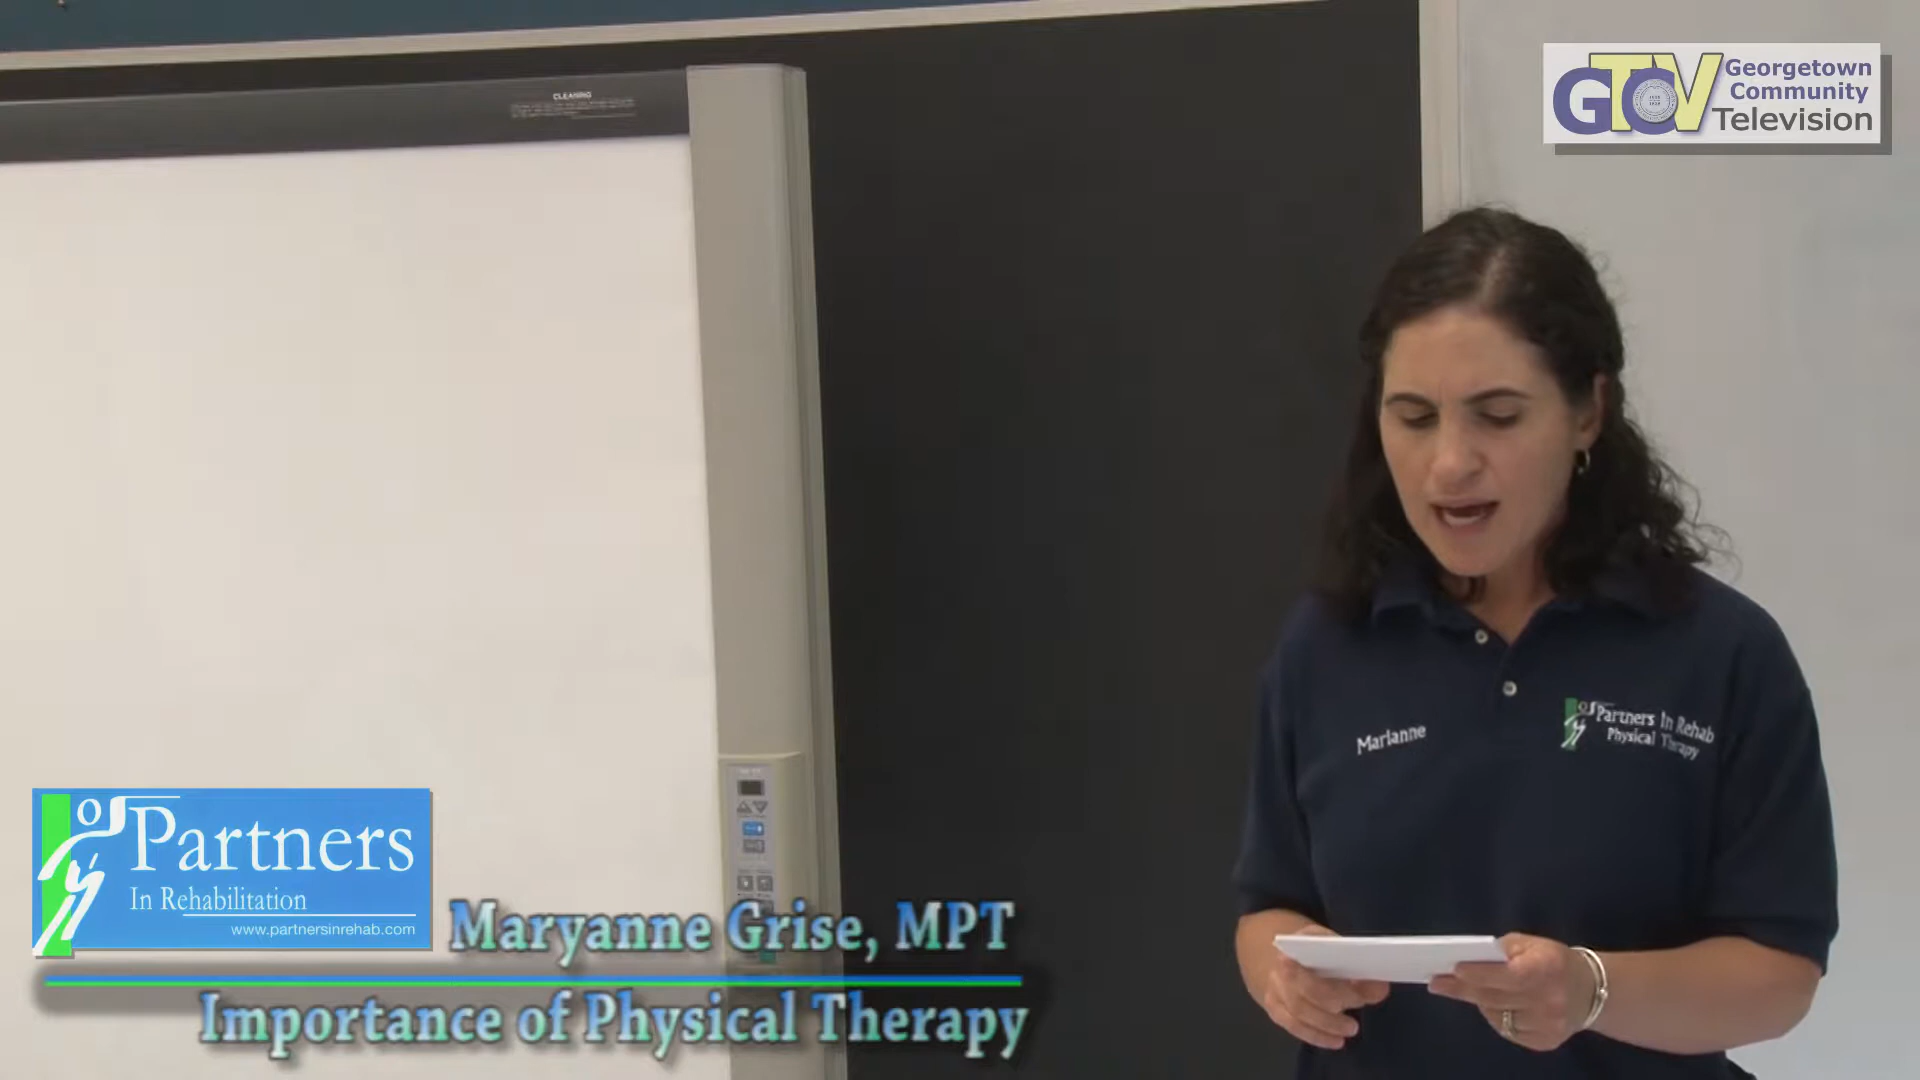 CLEANING
GCTV
Georgetown
Community
Television
Marianne
Partners In Rehab
Physical Therapy
Partners
In Rehabilitation
www.partnersinrehab.com
Maryanne Grise, MPT
Importance of Physical Therapy